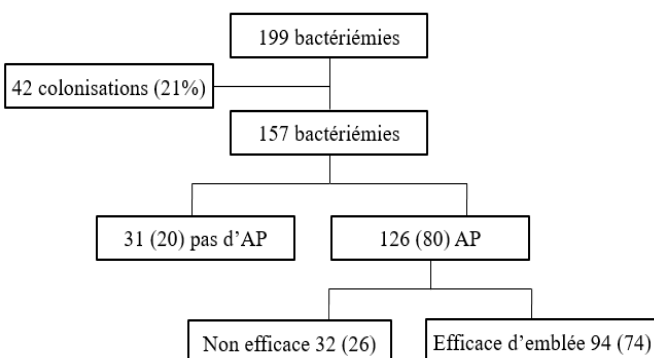 199 bactériémies
42 colonisations (21%)
157 bactériémies
31 (20) pas d’AP
126 (80) AP
Non efficace 32 (26)
Efficace d’emblée 94 (74)